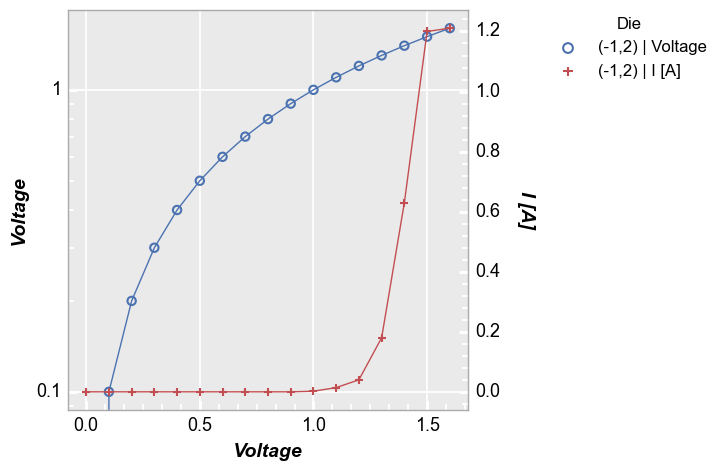 Die
(-1,2) | Voltage
(-1,2) | I [A]
1
0.1
Voltage
1.2
1.0
0.8
0.6
0.4
0.2
0.0
I [A]
0.0 0.5 1.0 1.5
Voltage